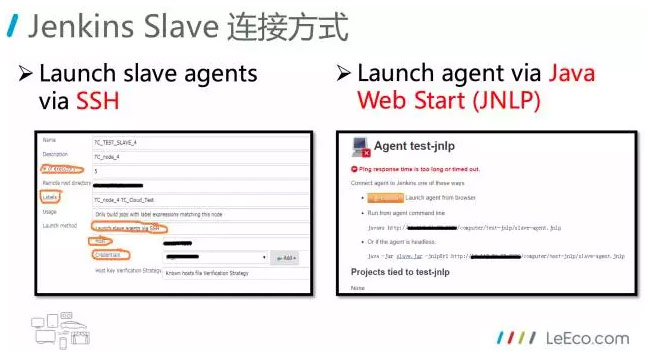 Jenkins Slave 连接方式
➢ Launch slave agents
via SSH
Name TC_TEST_SLAVE_4
Description TC_node_4
# of executors 5
Remote root directory
Labels TC_node_4 TC_Cloud_Test
Usage Only build jobs with label expressions matching this node
Launch method Launch slave agents via SSH
Host
Credentials Add
Host Key Verification Strategy Known hosts file Verification Strategy
➢ Launch agent via Java
Web Start (JNLP)
Agent test-jnlp
Ping response time is too long or timed out.
Connect agent to Jenkins one of these ways:
Launch agent from browser
Run from agent command line
javaws http:// /computer/test-jnlp/slave-agent.jnlp
Or if the agent is headless:
java -jar slave.jar -jnlpUrl http:// /computer/test-jnlp/slave-agent.jnlp
Projects tied to test-jnlp
None
LeEco.com